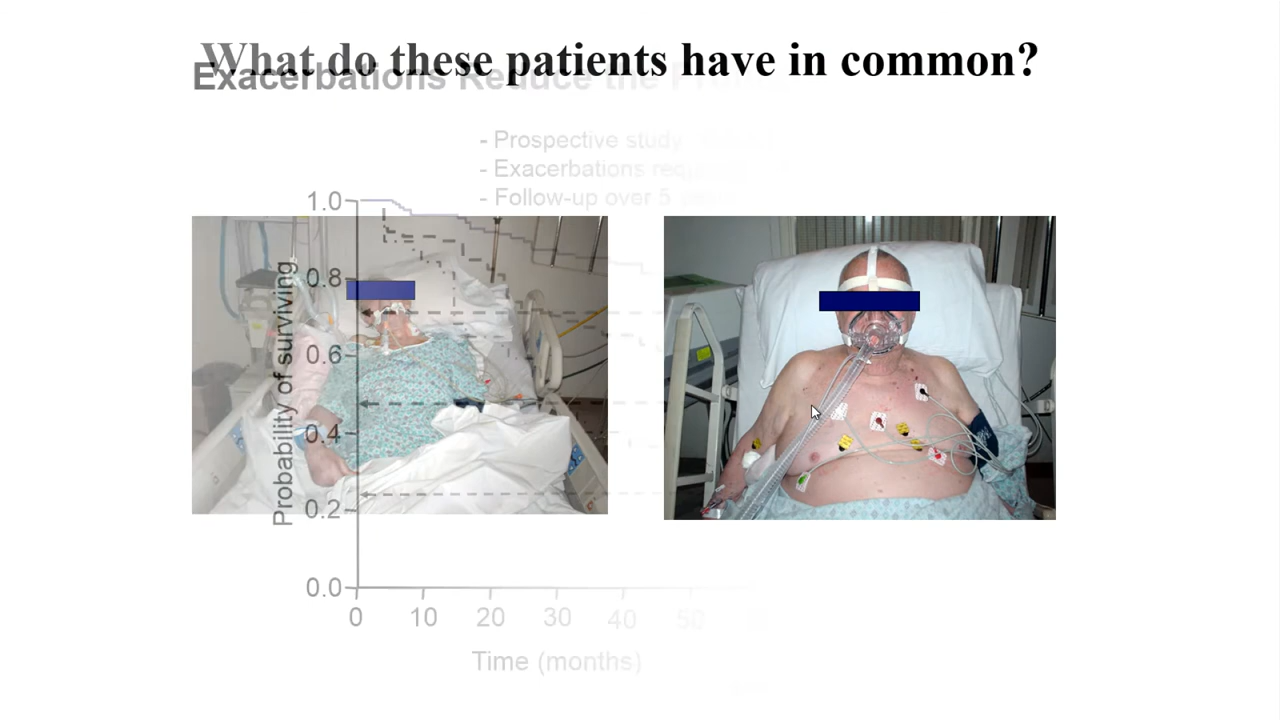 What do these patients have in common?
Exacerbations Reduce the
- Prospective study
- Exacerbations
- Follow-up over 5
1.0
0.8
0.6
0.4
0.2
0.0
Probability of surviving
0 10 20 30 40 50
Time (months)